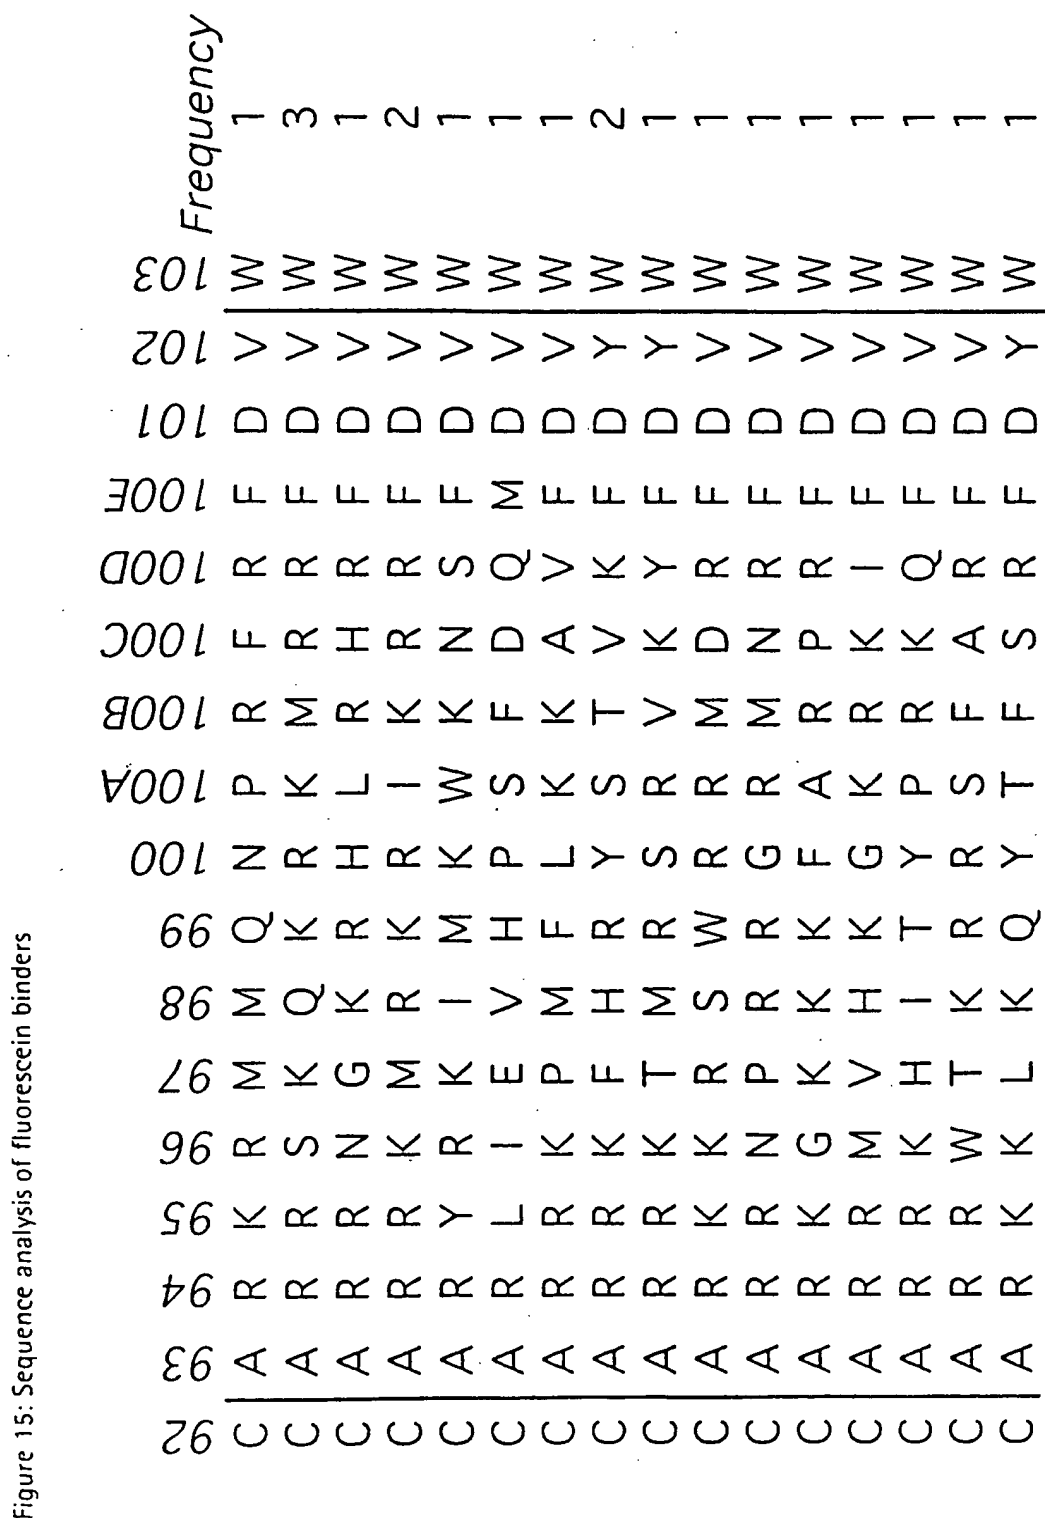 Figure 15: Sequence analysis of fluorescein binders
92 93 94 95 96 97 98 99 100 100A 100B 100C 100D 100E 101 102 103 Frequency
C A R K R M M Q N P R F R F D V W 1
C A R R S K Q K R K M R R F D V W 3
C A R R N G K R H L R H R F D V W 1
C A R R K M R K R I K R R F D V W 2
C A R Y R K I M K W K N S F D V W 1
C A R L I E V H P S F D Q M D V W 1
C A R R K P M F L K K A V F D V W 1
C A R R K F H R Y S T V K F D Y W 2
C A R R K T M R S R V K Y F D Y W 1
C A R K K R S W R R M D R F D V W 1
C A R R N P R R G R M N R F D V W 1
C A R K G K K K F A R P R F D V W 1
C A R R M V H K G K R K I F D V W 1
C A R R K H I T Y P R K Q F D V W 1
C A R R W T K R R S F A R F D V W 1
C A R K K L K Q Y T F S R F D Y W 1